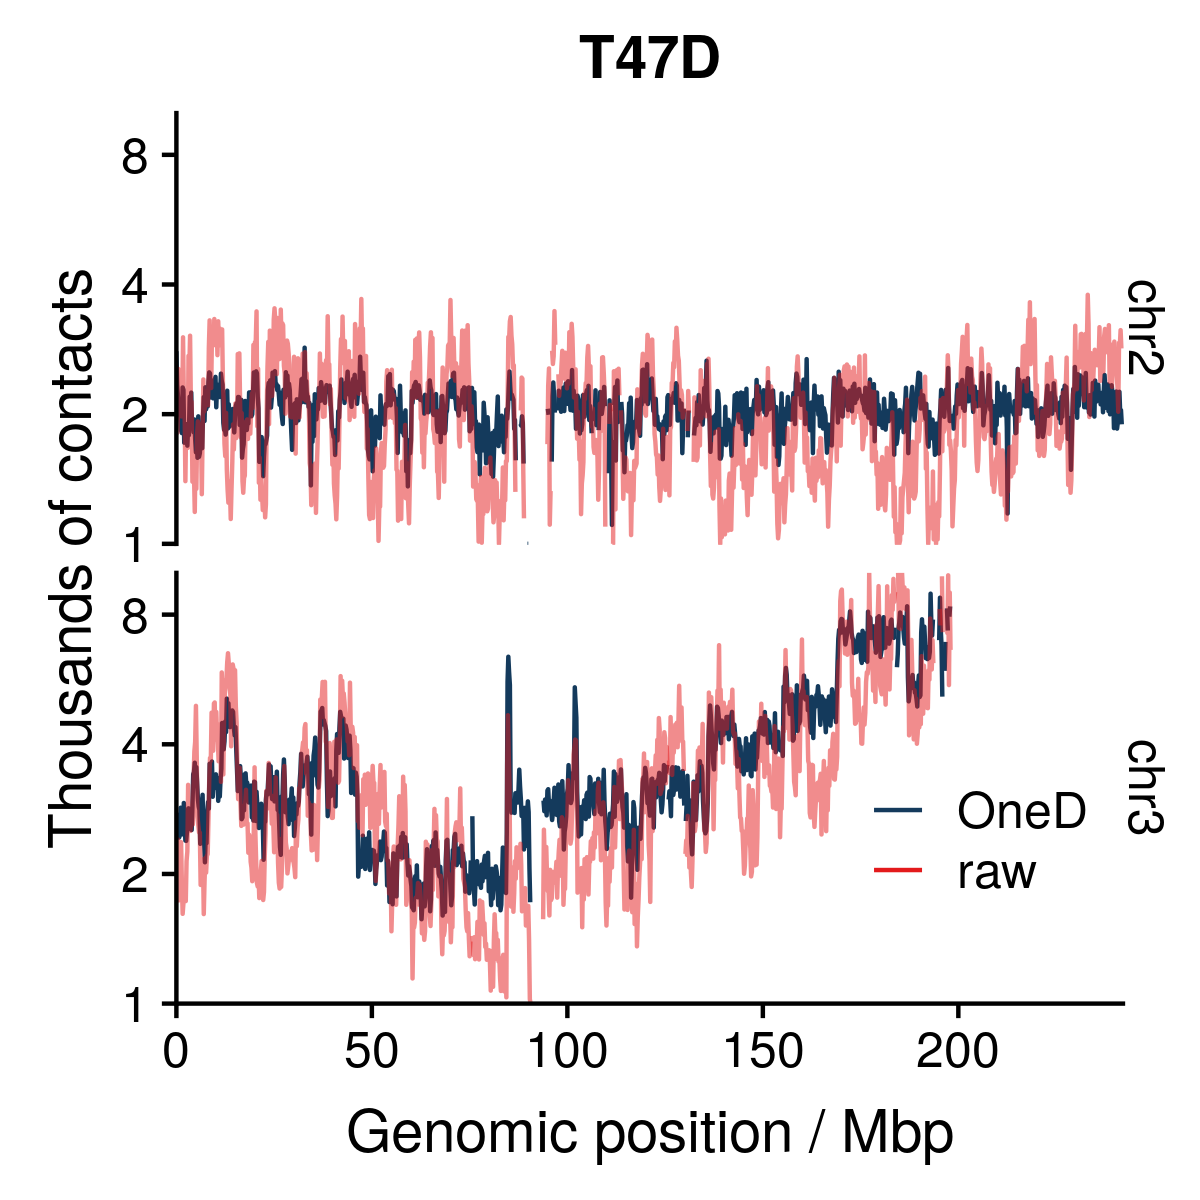 T47D
Thousands of contacts
8
4
2
1
chr2
8
4
2
1
chr3
OneD
raw
0 50 100 150 200
Genomic position / Mbp